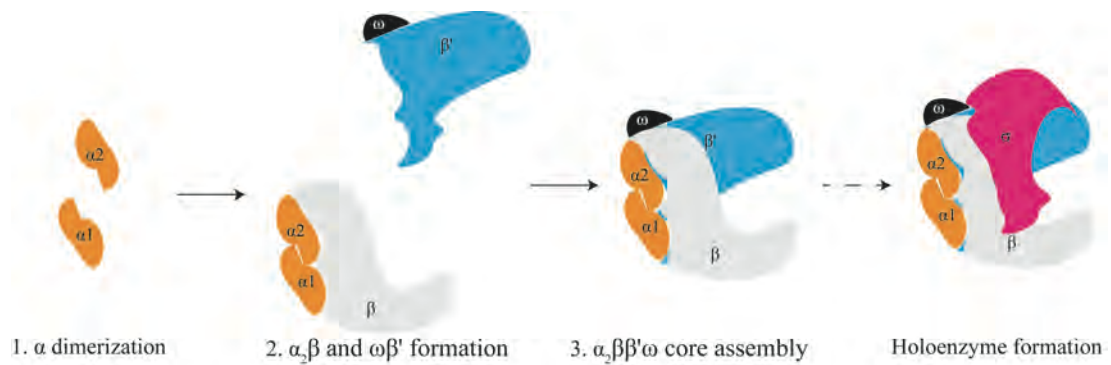 ω
β'
α2
α1
α2
α1
β
ω
β'
α2
α1
β
ω
σ
α2
α1
β
1. α dimerization
2. α₂β and ωβ' formation
3. α₂ββ'ω core assembly
Holoenzyme formation